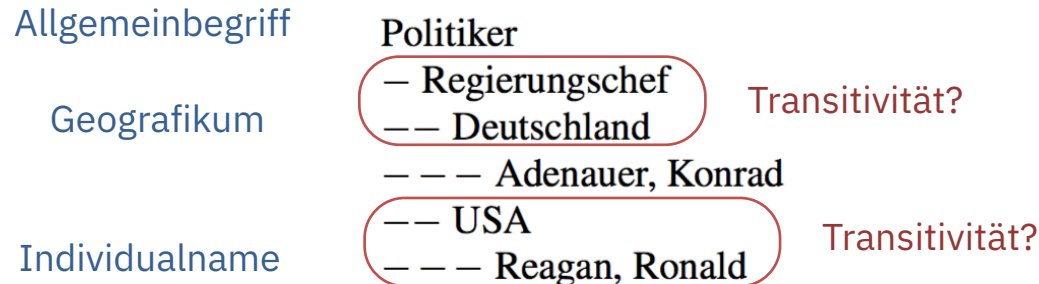 Allgemeinbegriff
Politiker
– Regierungschef
Transitivität?
Geografikum
–– Deutschland
––– Adenauer, Konrad
–– USA
Transitivität?
Individualname
––– Reagan, Ronald